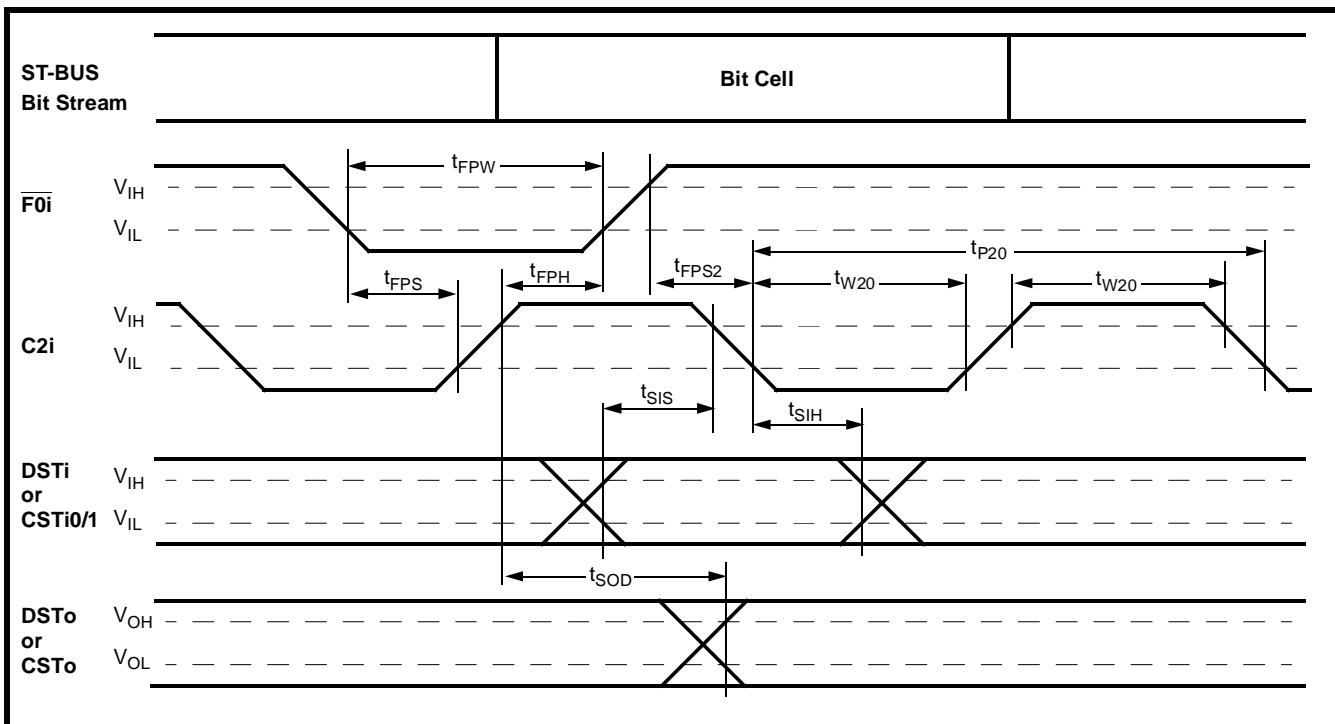 ST-BUS
Bit Stream
Bit Cell
F0i
VIH
VIL
tFPW
tFPS
tFPH
tFPS2
tP20
tW20
tW20
C2i
VIH
VIL
tSIS
tSIH
DSTi
or
CSTi0/1
VIH
VIL
tSOD
DSTo
or
CSTo
VOH
VOL